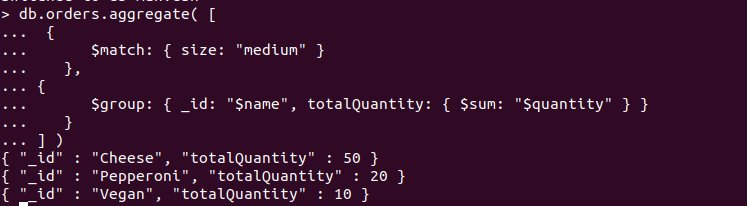 > db.orders.aggregate( [
...  {
...      $match: { size: "medium" }
...   },
... {
...      $group: { _id: "$name", totalQuantity: { $sum: "$quantity" } }
...   }
... ] )
{ "_id" : "Cheese", "totalQuantity" : 50 }
{ "_id" : "Pepperoni", "totalQuantity" : 20 }
{ "_id" : "Vegan", "totalQuantity" : 10 }